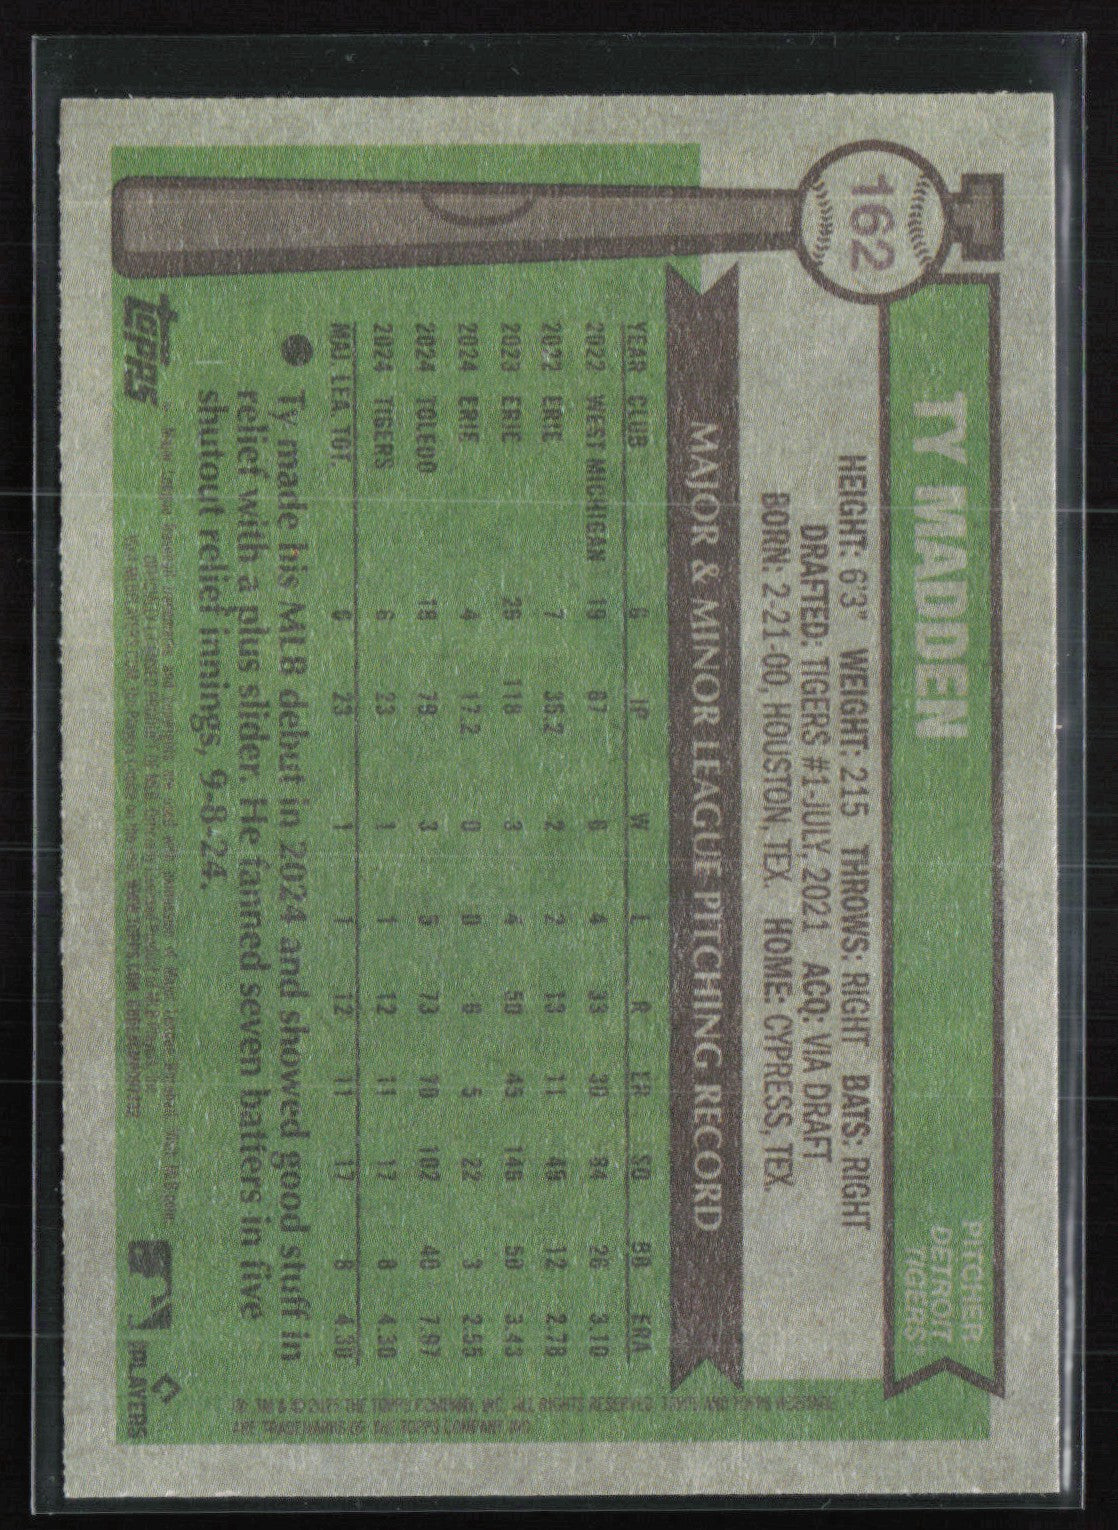 162
TY MADDEN
PITCHER
DETROIT
TIGERS®
HEIGHT: 6'3" WEIGHT: 215 THROWS: RIGHT BATS: RIGHT
DRAFTED: TIGERS #1-JULY, 2021 ACQ: VIA DRAFT
BORN: 2-21-00, HOUSTON, TEX. HOME: CYPRESS, TEX.
MAJOR & MINOR LEAGUE PITCHING RECORD
YEAR CLUB G IP W L R ER SO BB ERA
2022 WEST MICHIGAN 19 87 6 4 33 30 84 26 3.10
2022 ERIE 7 35.2 2 2 13 11 49 12 2.78
2023 ERIE 26 118 3 4 50 45 146 50 3.43
2024 ERIE 4 17.2 0 0 6 5 22 3 2.55
2024 TOLEDO 18 79 3 9 73 70 102 40 7.97
2024 TIGERS 6 23 1 1 12 11 17 8 4.30
MAJ. LEA. TOT. 6 23 1 1 12 11 17 8 4.30
Ty made his MLB debut in 2024 and showed good stuff in
relief with a plus slider. He fanned seven batters in five
shutout relief innings, 9-8-24.
topps
PLAYERS